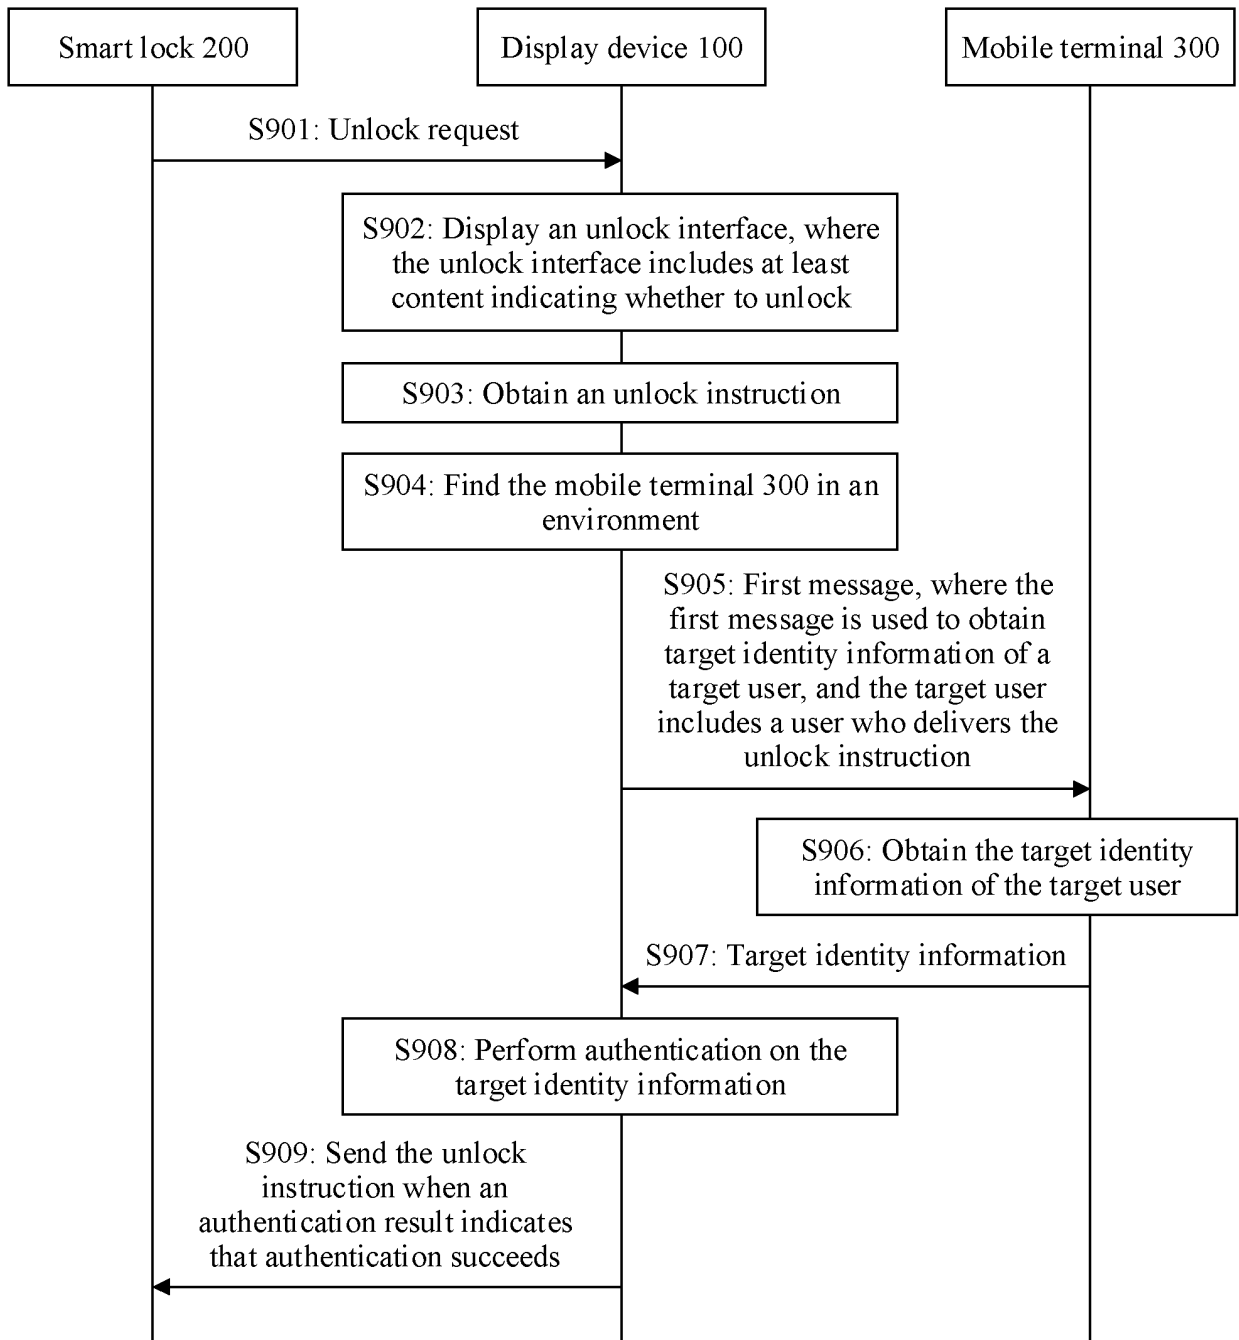 Smart lock 200
Display device 100
Mobile terminal 300
S901: Unlock request
S902: Display an unlock interface, where
the unlock interface includes at least
content indicating whether to unlock
S903: Obtain an unlock instruction
S904: Find the mobile terminal 300 in an
environment
S905: First message, where the
first message is used to obtain
target identity information of a
target user, and the target user
includes a user who delivers the
unlock instruction
S906: Obtain the target identity
information of the target user
S907: Target identity information
S908: Perform authentication on the
target identity information
S909: Send the unlock
instruction when an
authentication result indicates
that authentication succeeds